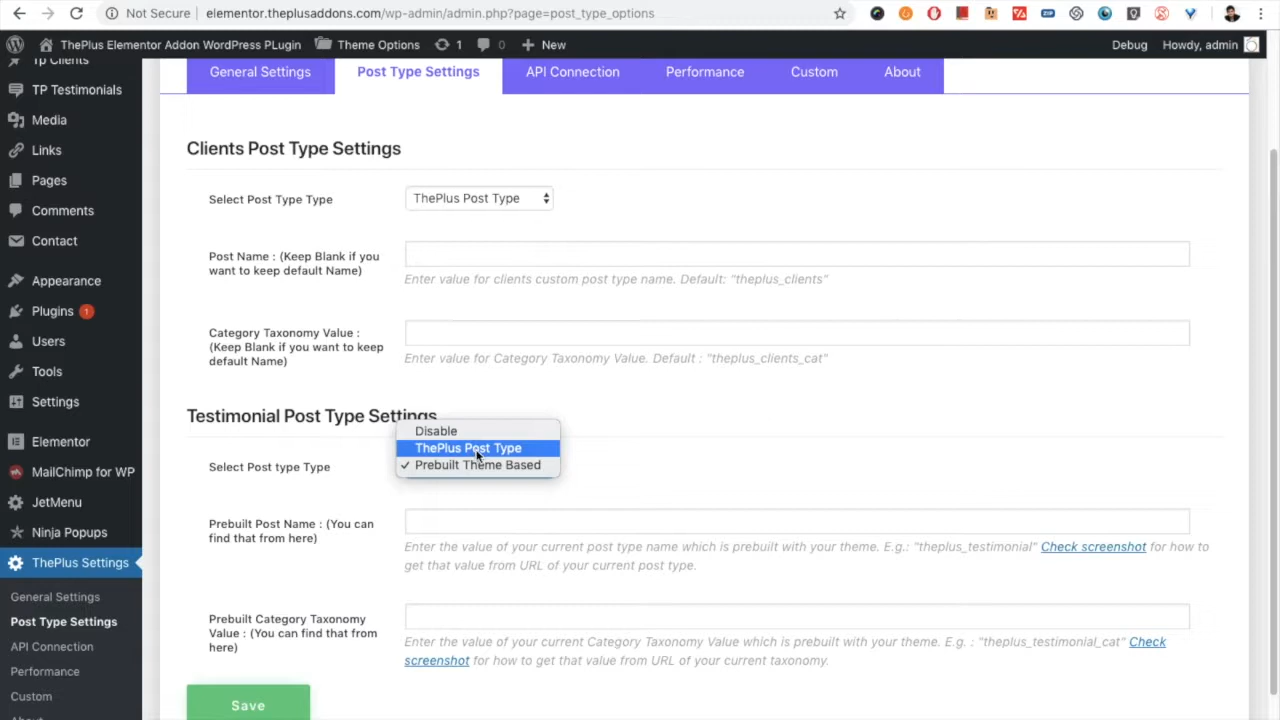 Not Secure | elementor.theplusaddons.com/wp-admin/admin.php?page=post_type_options
ThePlus Elementor Addon WordPress PLugin
Theme Options
1
0
New
Debug
Howdy, admin
Tp Clients
TP Testimonials
Media
Links
Pages
Comments
Contact
Appearance
Plugins 1
Users
Tools
Settings
Elementor
MailChimp for WP
JetMenu
Ninja Popups
ThePlus Settings
General Settings
Post Type Settings
API Connection
Performance
Custom
About
General Settings
Post Type Settings
API Connection
Performance
Custom
About
Clients Post Type Settings
Select Post Type Type
ThePlus Post Type
Post Name : (Keep Blank if you
want to keep default Name)
Enter value for clients custom post type name. Default: "theplus_clients"
Category Taxonomy Value :
(Keep Blank if you want to keep
default Name)
Enter value for Category Taxonomy Value. Default : "theplus_clients_cat"
Testimonial Post Type Settings
Select Post type Type
Disable
ThePlus Post Type
✓ Prebuilt Theme Based
Prebuilt Post Name : (You can
find that from here)
Enter the value of your current post type name which is prebuilt with your theme. E.g.: "theplus_testimonial" Check screenshot for how to
get that value from URL of your current post type.
Prebuilt Category Taxonomy
Value : (You can find that from
here)
Enter the value of your current Category Taxonomy Value which is prebuilt with your theme. E.g. : "theplus_testimonial_cat" Check
screenshot for how to get that value from URL of your current taxonomy.
Save